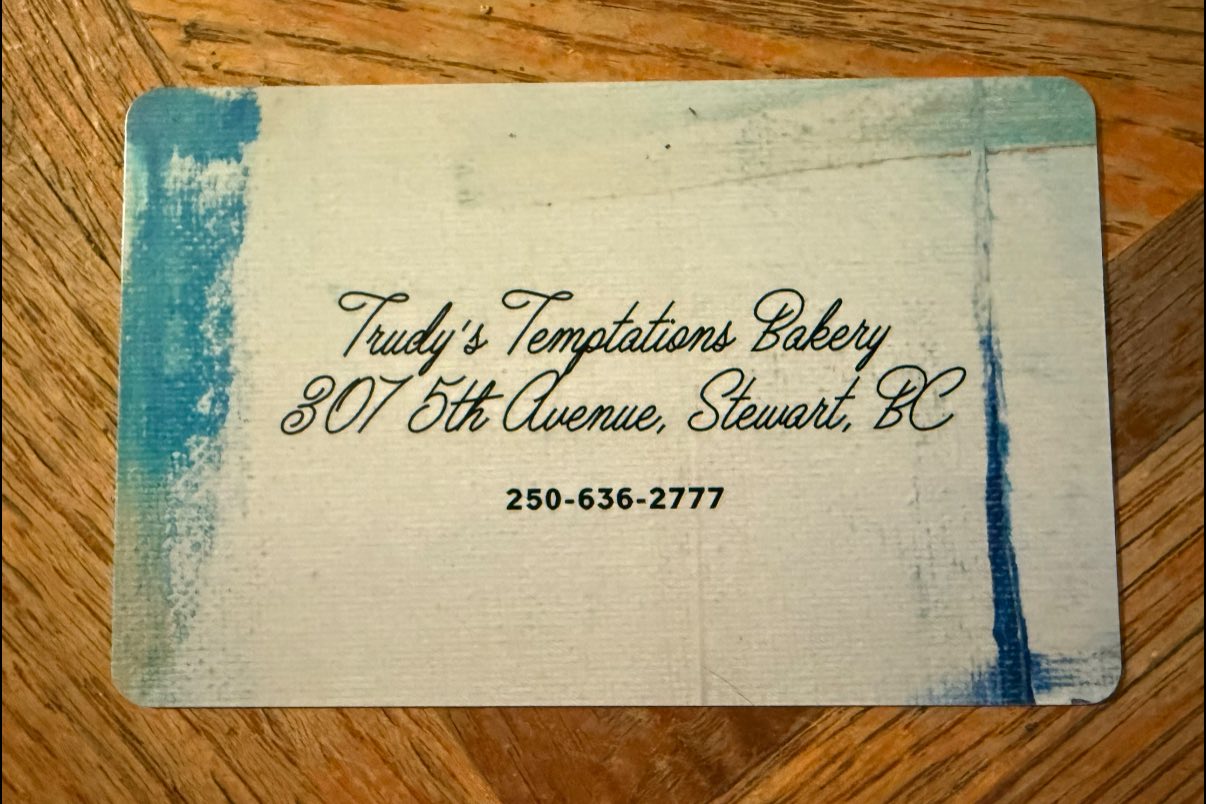 Trudy's Temptations Bakery
307 5th Avenue, Stewart, BC
250-636-2777